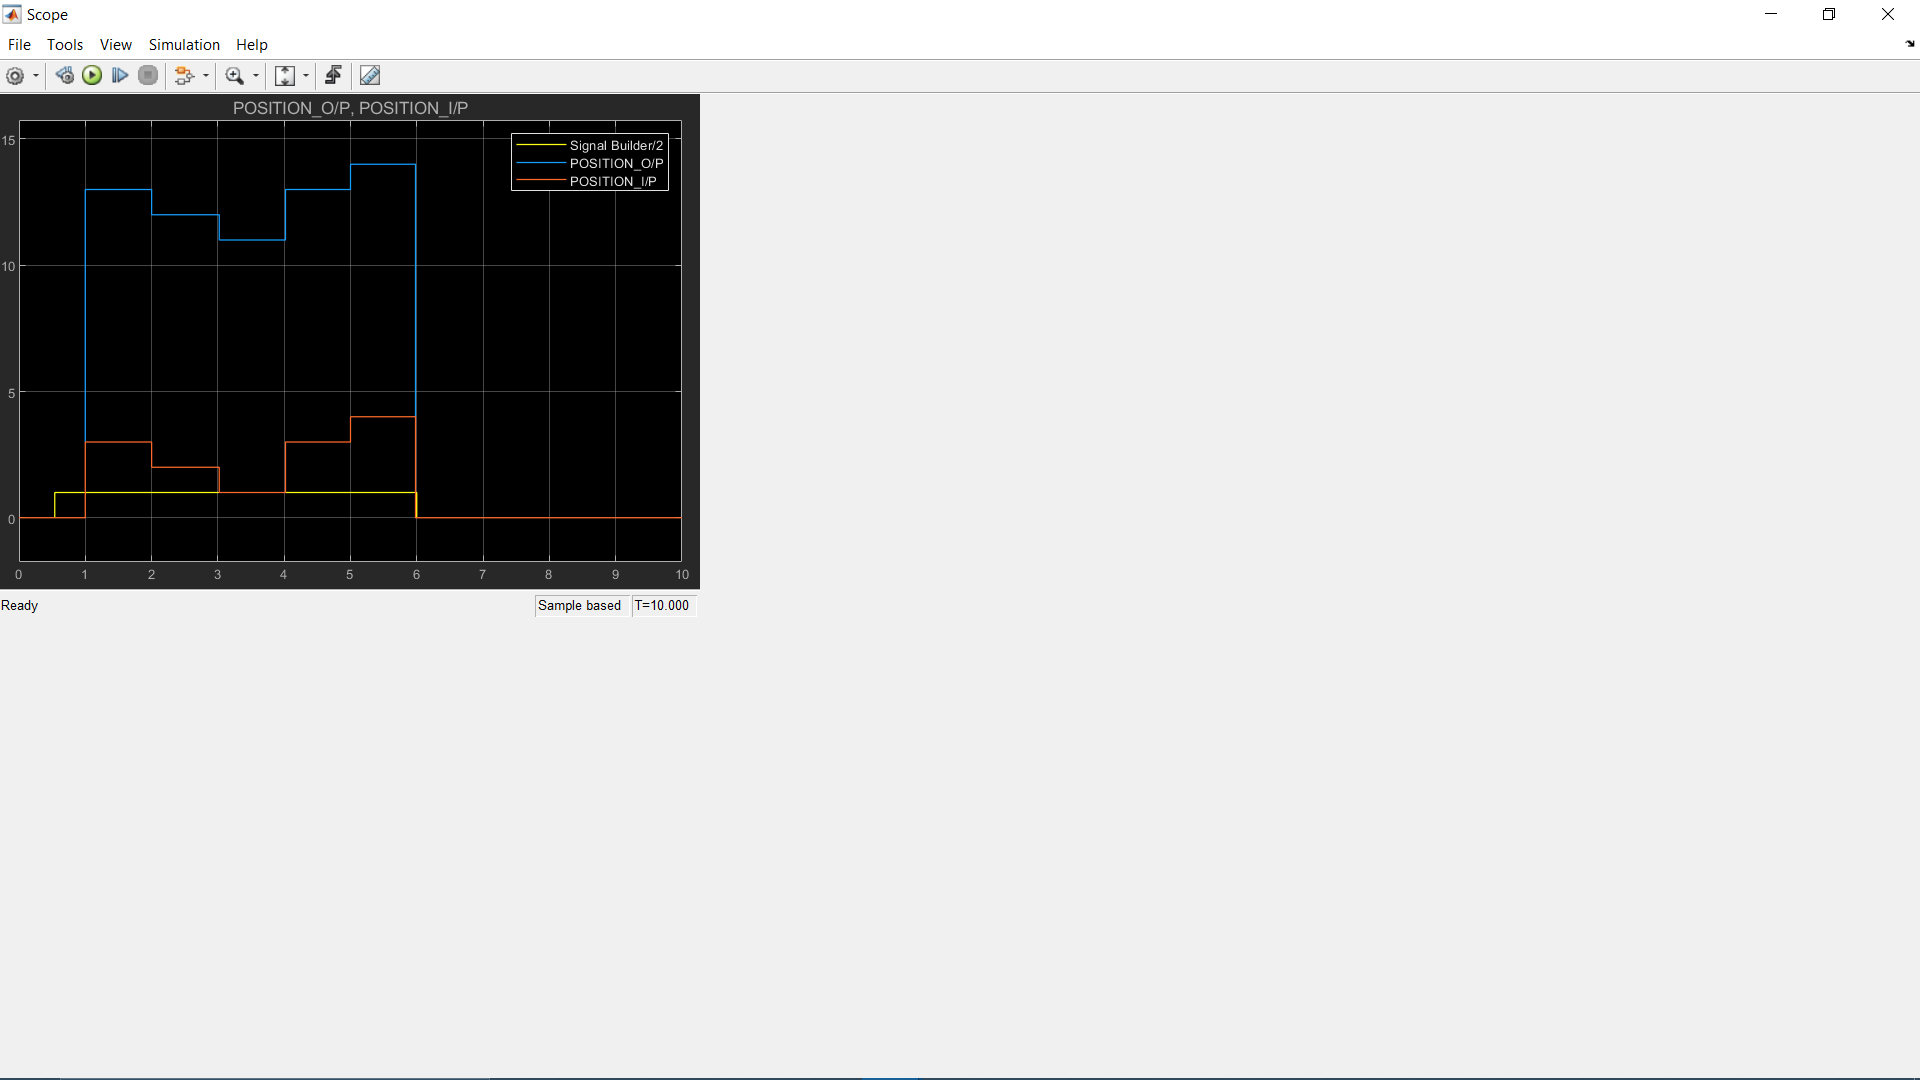 Scope
File Tools View Simulation Help
POSITION_O/P, POSITION_I/P
Signal Builder/2
POSITION_O/P
POSITION_I/P
15
10
5
0
0 1 2 3 4 5 6 7 8 9 10
Ready Sample based T=10.000